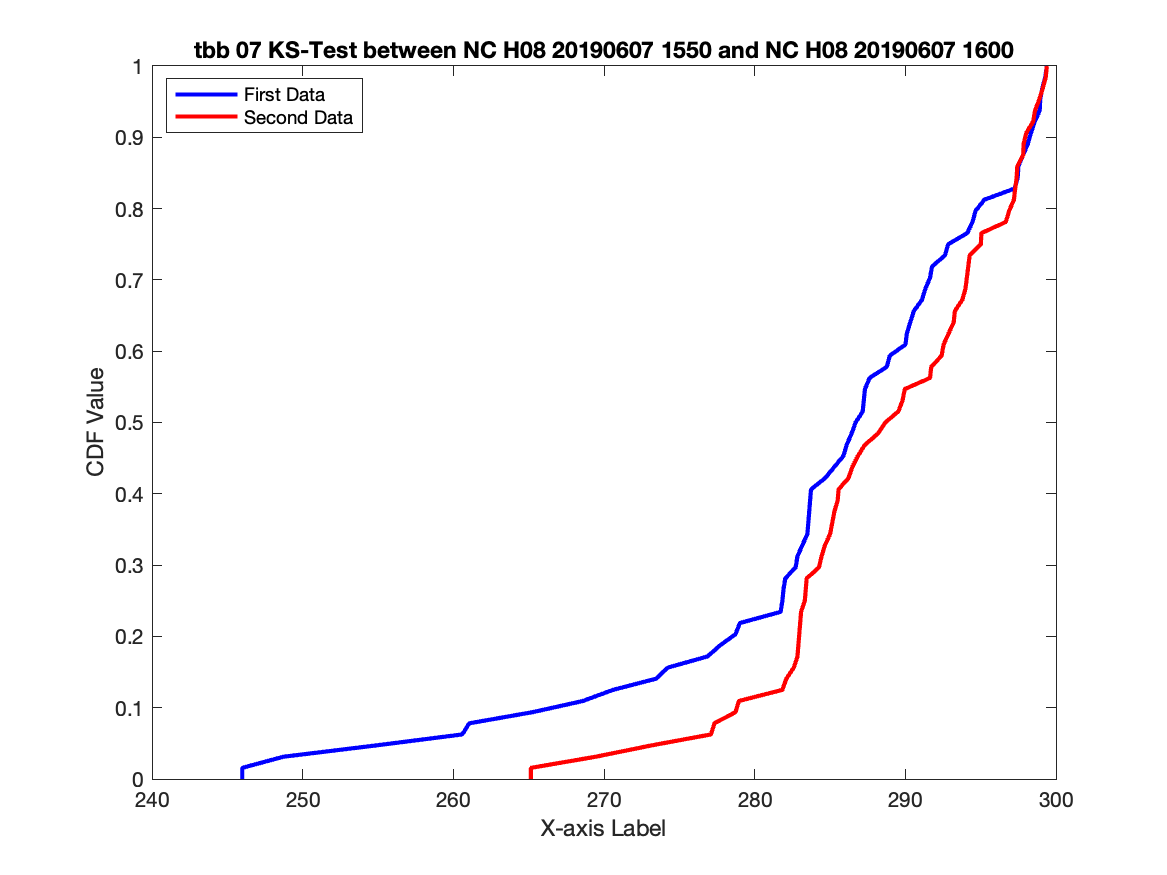 tbb 07 KS-Test between NC H08 20190607 1550 and NC H08 20190607 1600
First Data
Second Data
CDF Value
1
0.9
0.8
0.7
0.6
0.5
0.4
0.3
0.2
0.1
0
240 250 260 270 280 290 300
X-axis Label